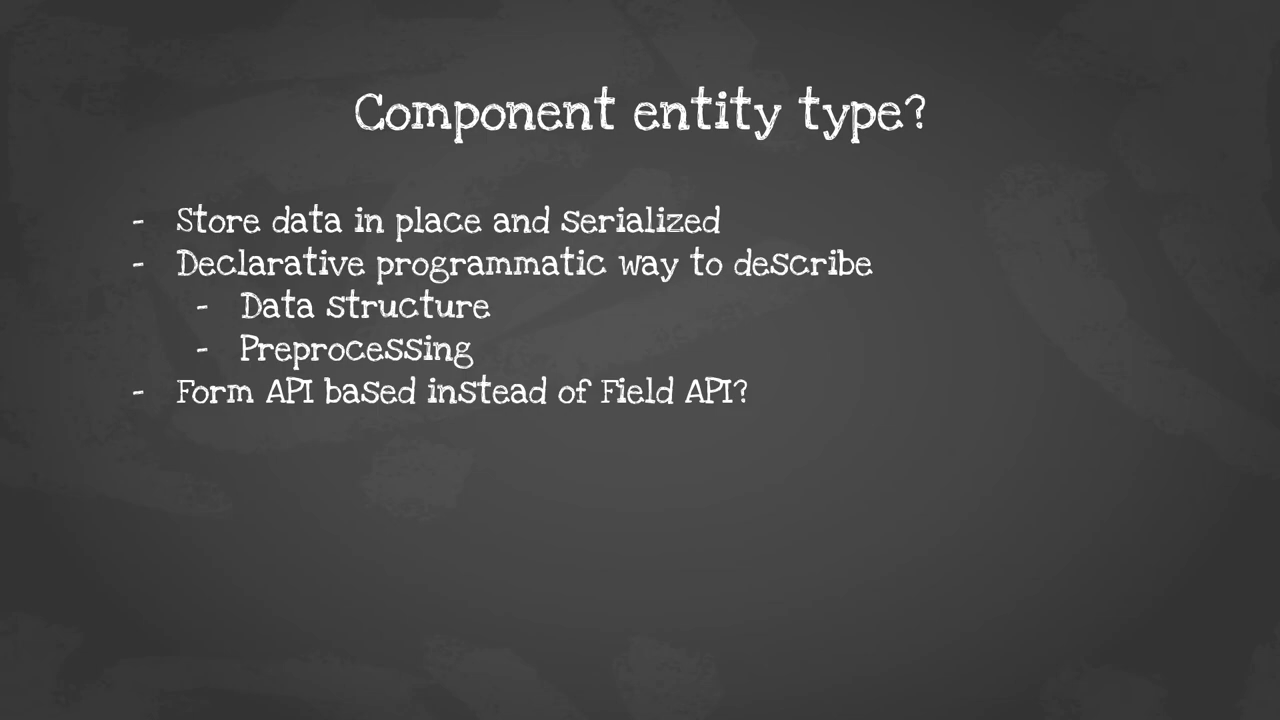 Component entity type?
- Store data in place and serialized
- Declarative programmatic way to describe
- Data structure
- Preprocessing
- Form API based instead of Field API?